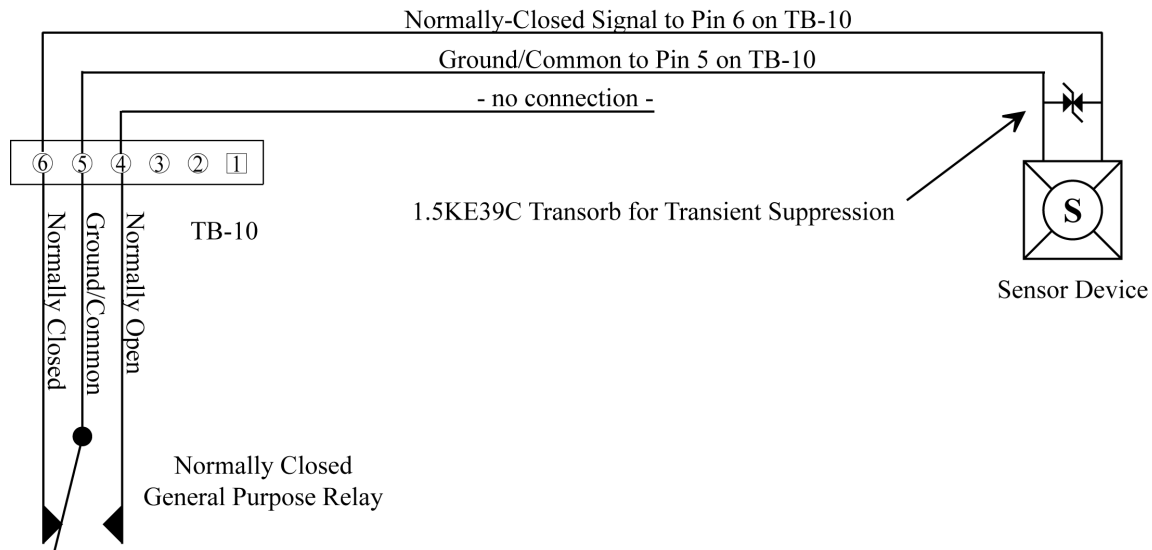 Normally-Closed Signal to Pin 6 on TB-10
Ground/Common to Pin 5 on TB-10
- no connection -
6 5 4 3 2 1
1.5KE39C Transorb for Transient Suppression
S
TB-10
Normally Closed
Ground/Common
Normally Open
Sensor Device
Normally Closed
General Purpose Relay